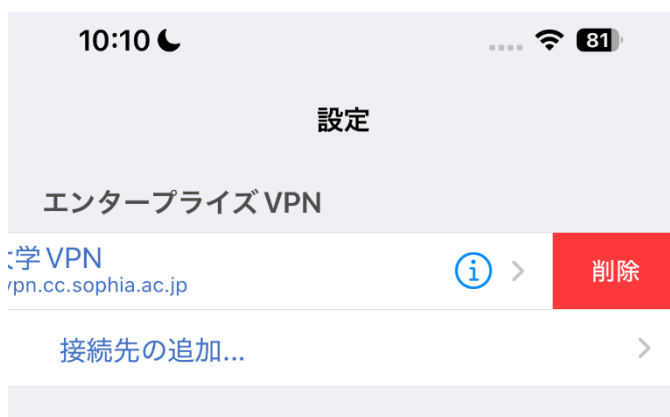 10:10
81
設定
エンタープライズ VPN
学 VPN
vpn.cc.sophia.ac.jp
削除
接続先の追加...